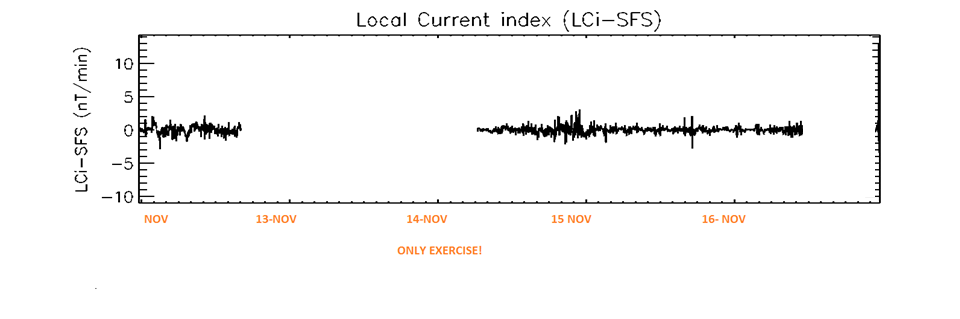 Local Current index (LCi-SFS)
LCi-SFS (nT/min)
10
5
0
-5
-10
NOV 13-NOV 14-NOV 15 NOV 16- NOV
ONLY EXERCISE!